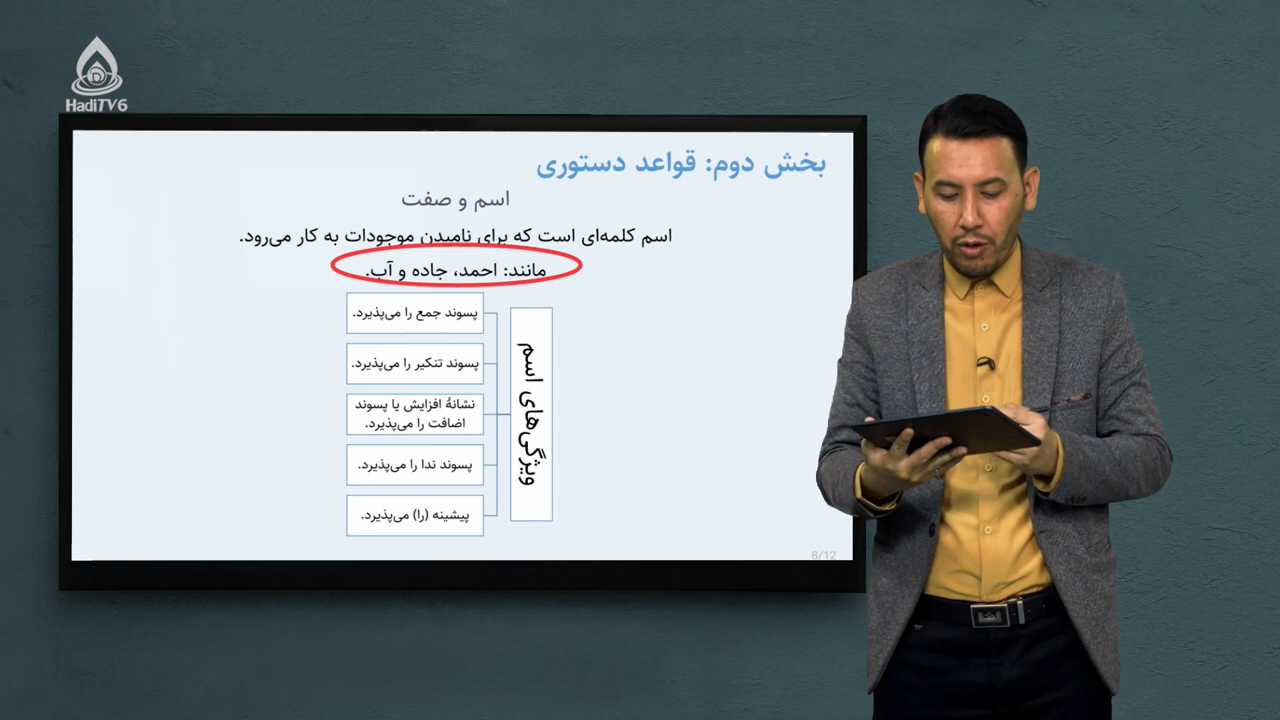 HadiTV6
بخش دوم: قواعد دستوری
اسم و صفت
اسم کلمه‌ای است که برای نامیدن موجودات به کار می‌رود.
مانند: احمد، جاده و آب.
ویژگی‌های اسم
پسوند جمع را می‌پذیرد.
پسوند تنکیر را می‌پذیرد.
نشانهٔ افزایش یا پسوند
اضافت را می‌پذیرد.
پسوند ندا را می‌پذیرد.
پیشینه (را) می‌پذیرد.
8/12